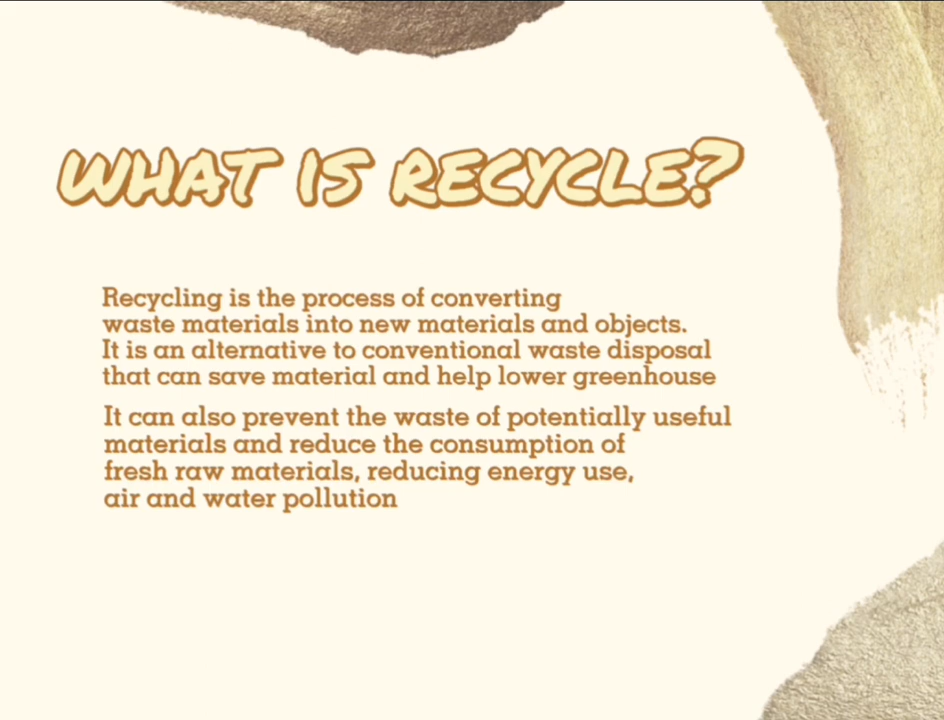 WHAT IS RECYCLE?
Recycling is the process of converting
waste materials into new materials and objects.
It is an alternative to conventional waste disposal
that can save material and help lower greenhouse
It can also prevent the waste of potentially useful
materials and reduce the consumption of
fresh raw materials, reducing energy use,
air and water pollution